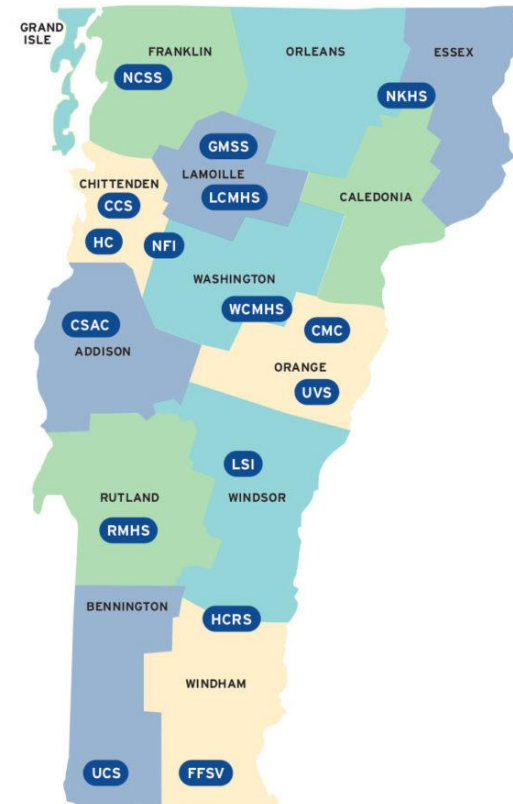 GRAND
ISLE
FRANKLIN
ORLEANS
ESSEX
NCSS
NKHS
GMSS
LAMOILLE
LCMHS
CHITTENDEN
CCS
CALEDONIA
HC
NFI
WASHINGTON
WCMHS
CSAC
ADDISON
CMC
ORANGE
UVS
LSI
RUTLAND
WINDSOR
RMHS
BENNINGTON
HCRS
WINDHAM
UCS
FFSV